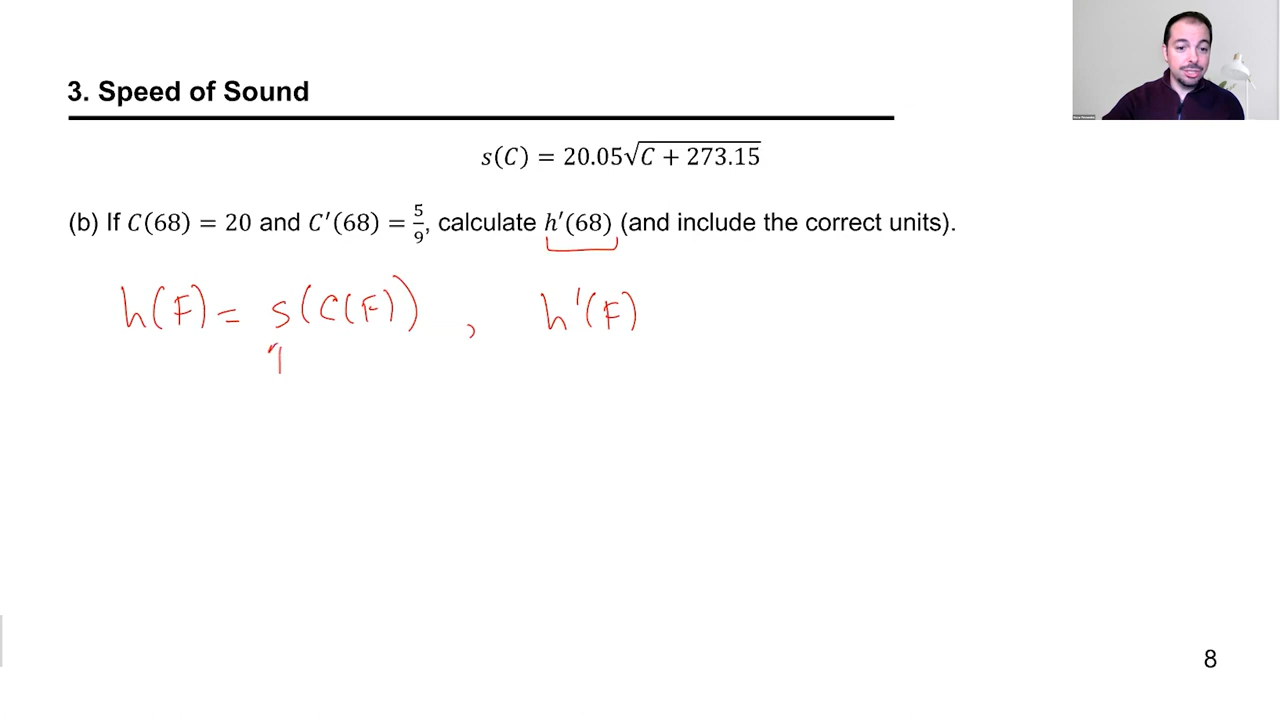 3. Speed of Sound
s(C) = 20.05√C + 273.15
(b) If C(68) = 20 and C′(68) = 5/9, calculate h′(68) (and include the correct units).
h(F) = s(C(F)) , h'(F)
8